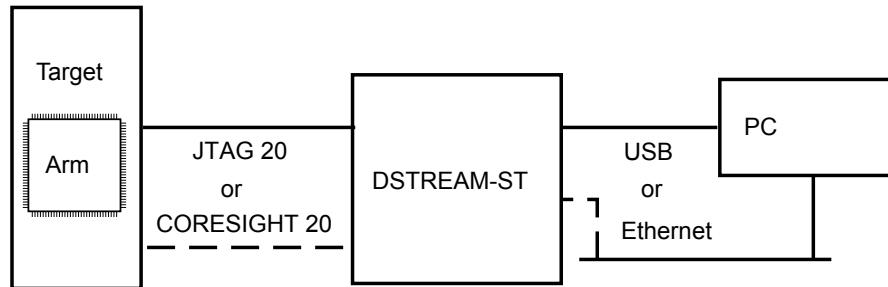 Target
Arm
JTAG 20
or
CORESIGHT 20
DSTREAM-ST
USB
or
Ethernet
PC